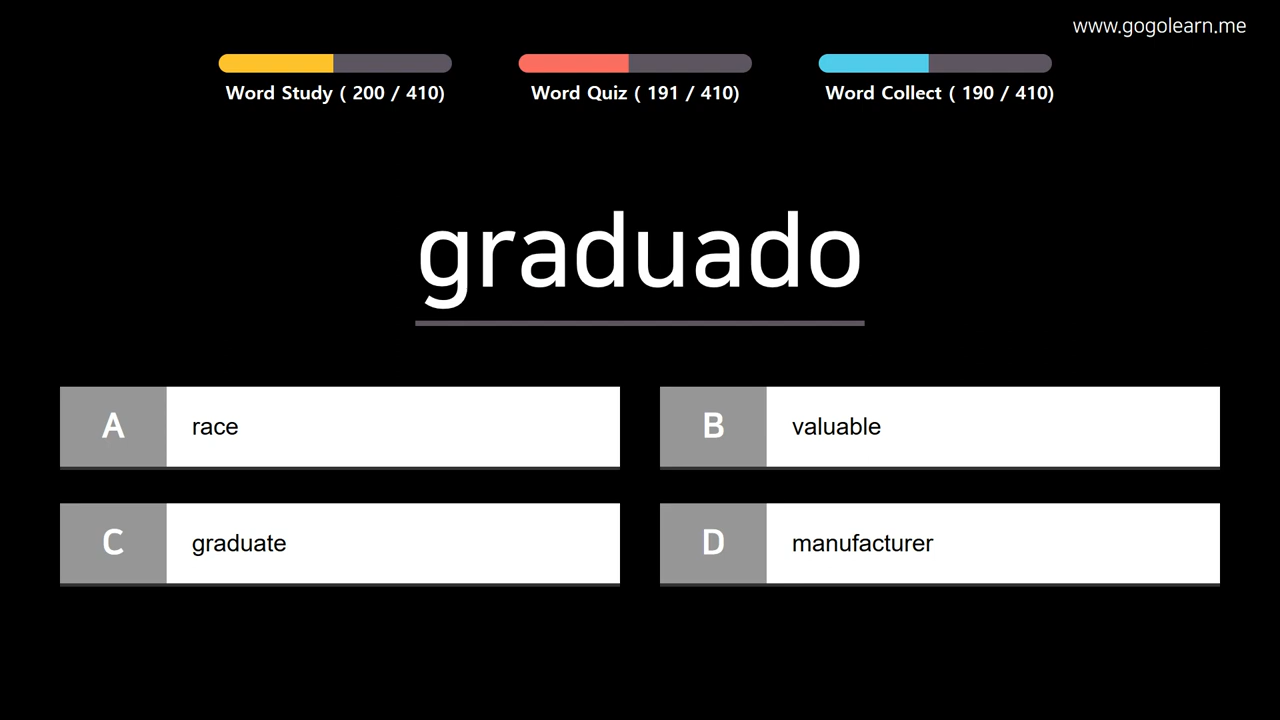 www.gogolearn.me
Word Study ( 200 / 410)
Word Quiz ( 191 / 410)
Word Collect ( 190 / 410)
graduado
A race
B valuable
C graduate
D manufacturer